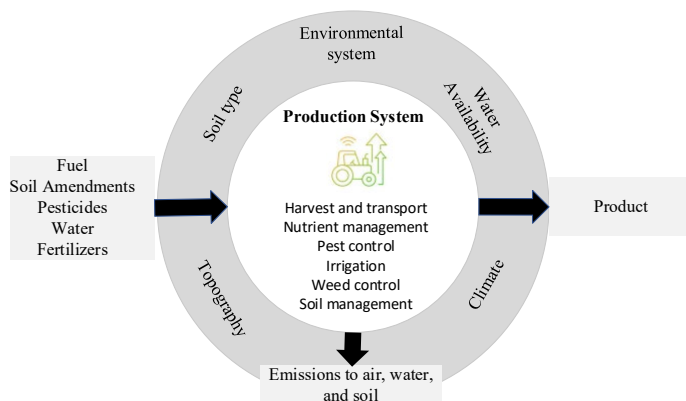 Environmental
system
Soil type
Water
Availability
Production System
Fuel
Soil Amendments
Pesticides
Water
Fertilizers
Harvest and transport
Nutrient management
Pest control
Irrigation
Weed control
Soil management
Product
Topography
Climate
Emissions to air, water,
and soil